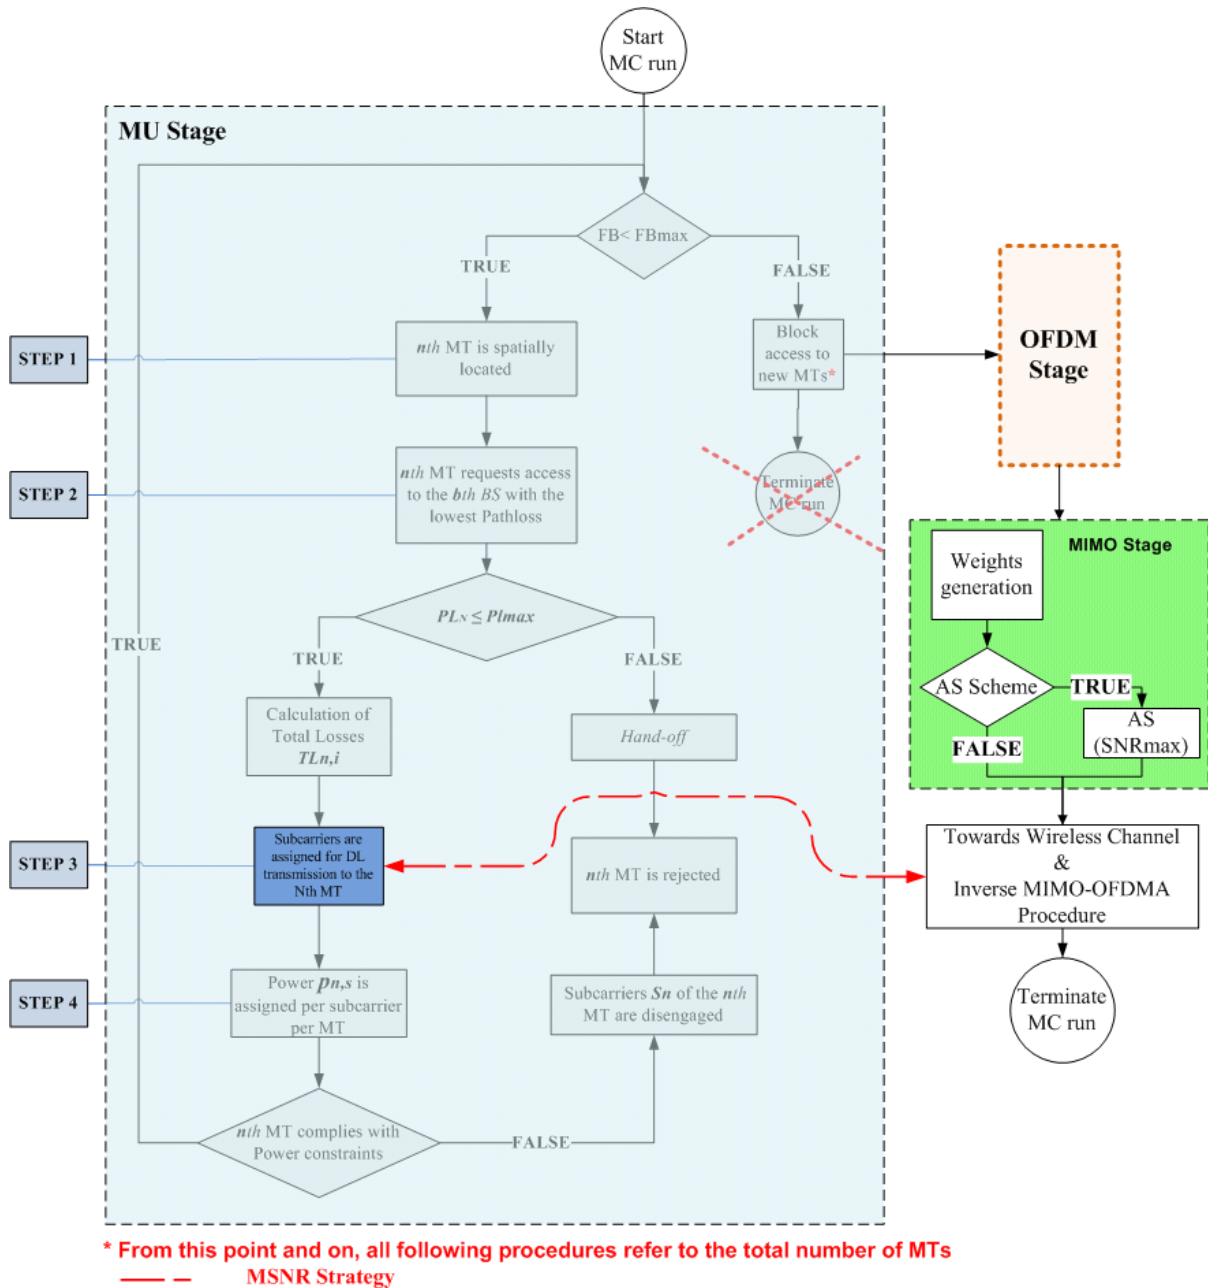 Start
MC run
MU Stage
FB< FBmax
TRUE
FALSE
STEP 1
nth MT is spatially
located
Block
access to
new MTs*
OFDM
Stage
STEP 2
nth MT requests access
to the bth BS with the
lowest Pathloss
Terminate
MC run
MIMO Stage
Weights
generation
PLN ≤ Plmax
TRUE
TRUE
FALSE
AS Scheme
TRUE
FALSE
AS
(SNRmax)
Calculation of
Total Losses
TLn,i
Hand-off
STEP 3
Subcarriers are
assigned for DL
transmission to the
Nth MT
nth MT is rejected
Towards Wireless Channel
&
Inverse MIMO-OFDMA
Procedure
STEP 4
Power pn,s is
assigned per subcarrier
per MT
Subcarriers Sn of the nth
MT are disengaged
Terminate
MC run
nth MT complies with
Power constraints
FALSE
* From this point and on, all following procedures refer to the total number of MTs
MSNR Strategy